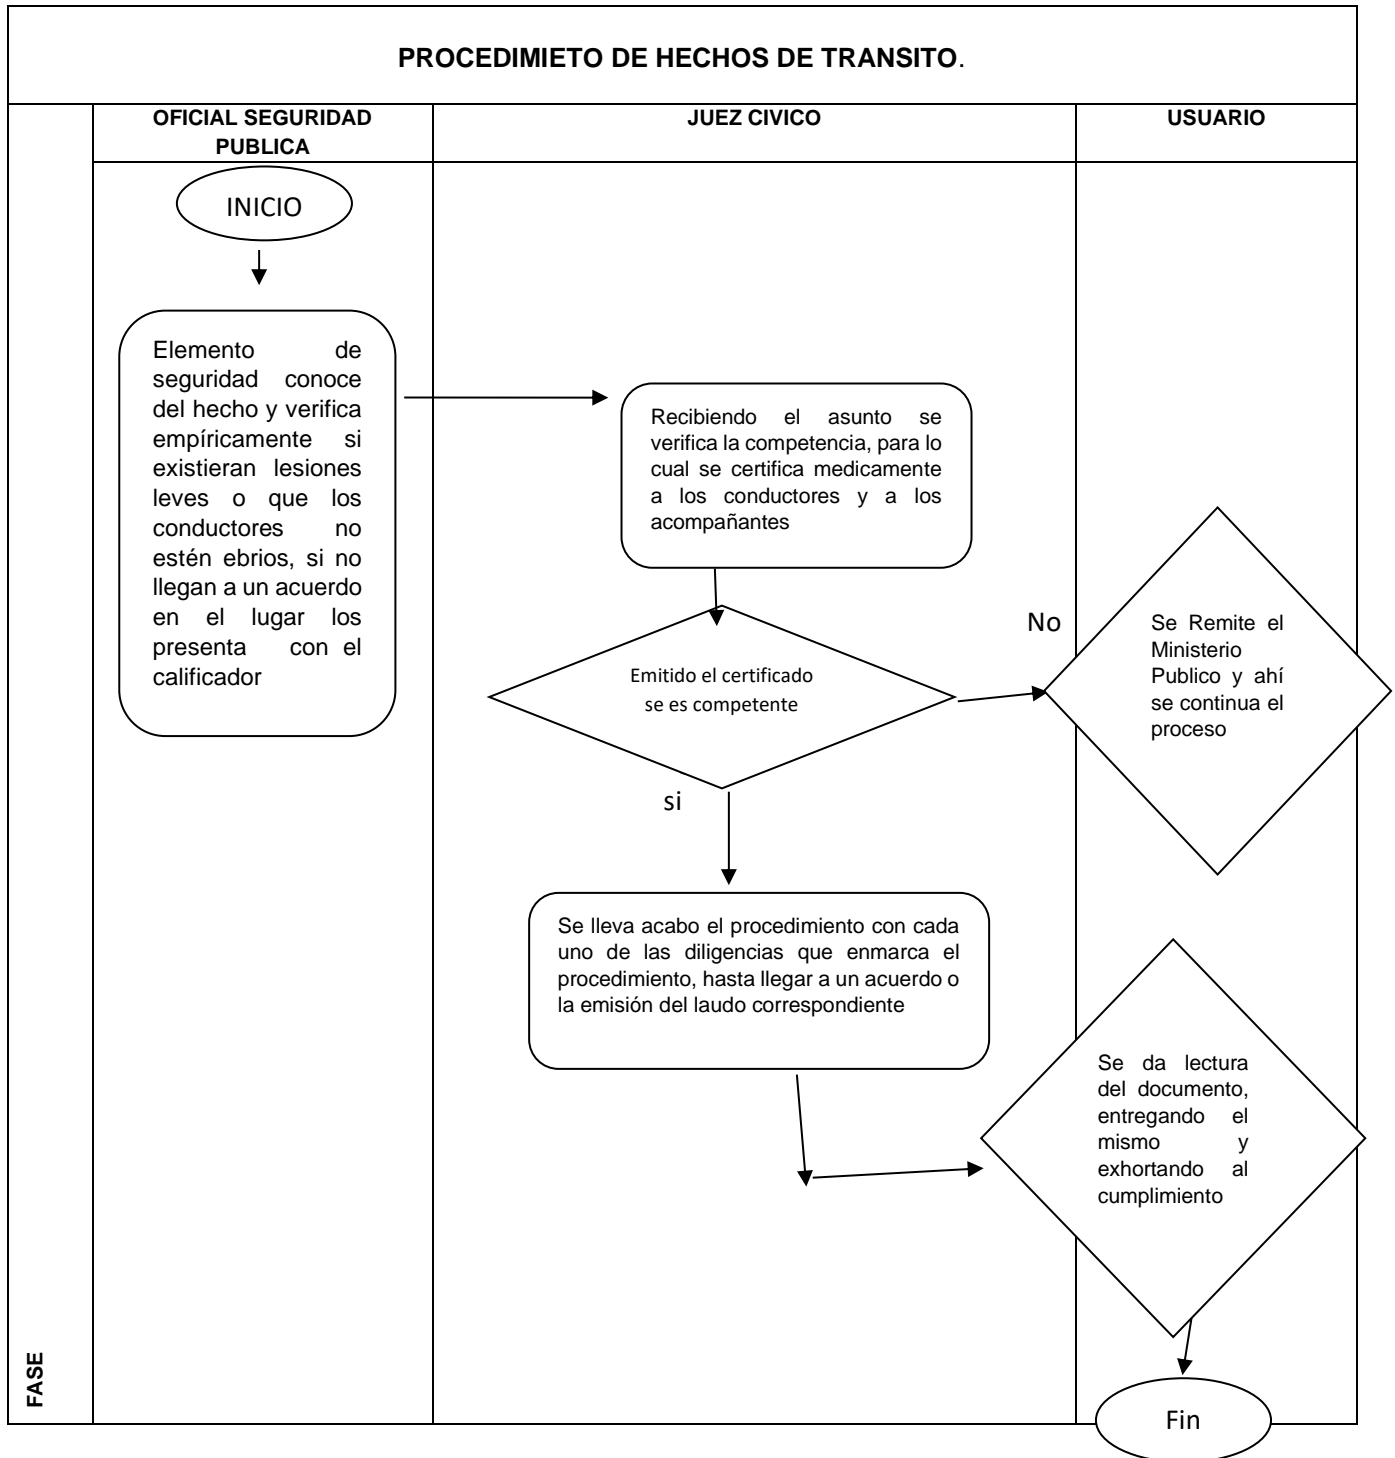 PROCEDIMIETO DE HECHOS DE TRANSITO.
OFICIAL SEGURIDAD
PUBLICA
JUEZ CIVICO
USUARIO
INICIO
Elemento de
seguridad conoce
del hecho y verifica
empíricamente si
existieran lesiones
leves o que los
conductores no
estén ebrios, si no
llegan a un acuerdo
en el lugar los
presenta con el
calificador
Recibiendo el asunto se
verifica la competencia, para lo
cual se certifica medicamente
a los conductores y a los
acompañantes
Emitido el certificado
se es competente
No
Se Remite el
Ministerio
Publico y ahí
se continua el
proceso
si
Se lleva acabo el procedimiento con cada
uno de las diligencias que enmarca el
procedimiento, hasta llegar a un acuerdo o
la emisión del laudo correspondiente
Se da lectura
del documento,
entregando el
mismo y
exhortando al
cumplimiento
FASE
Fin